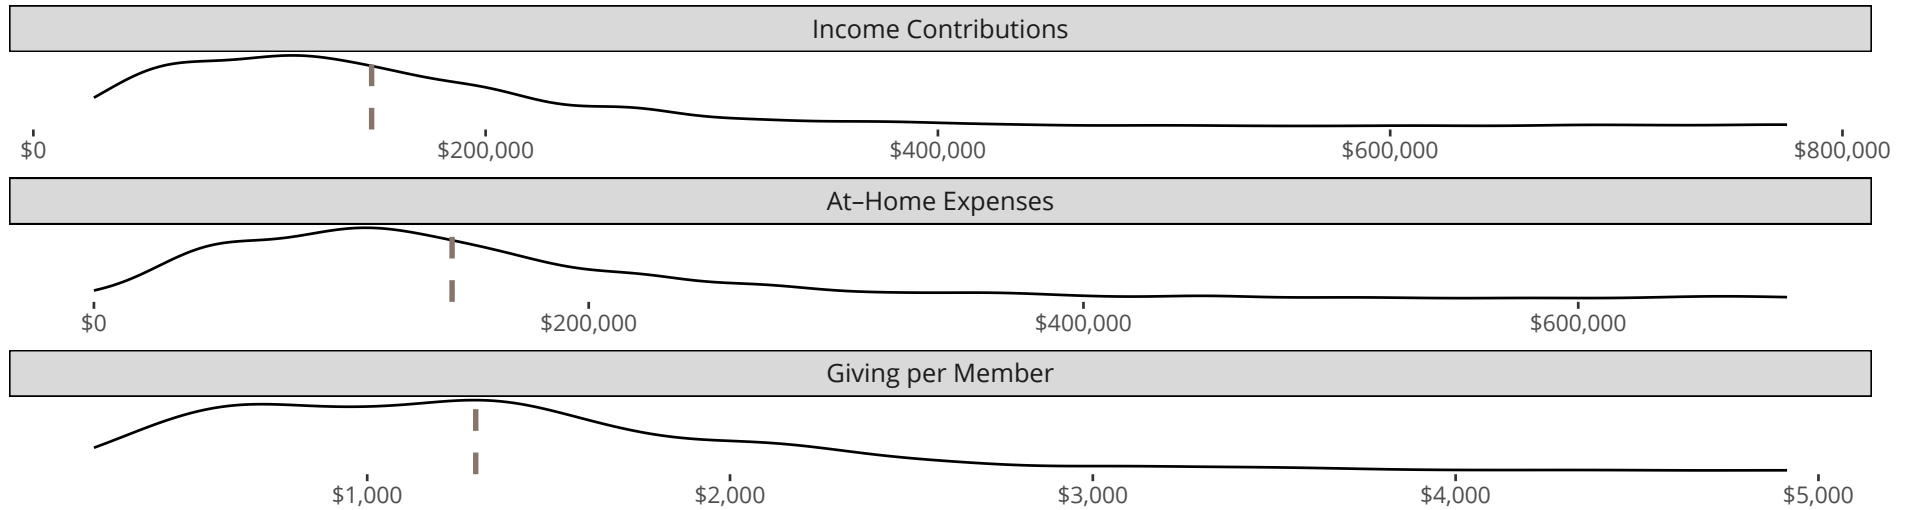 Income Contributions
$0 $200,000 $400,000 $600,000 $800,000
At–Home Expenses
$0 $200,000 $400,000 $600,000
Giving per Member
$1,000 $2,000 $3,000 $4,000 $5,000